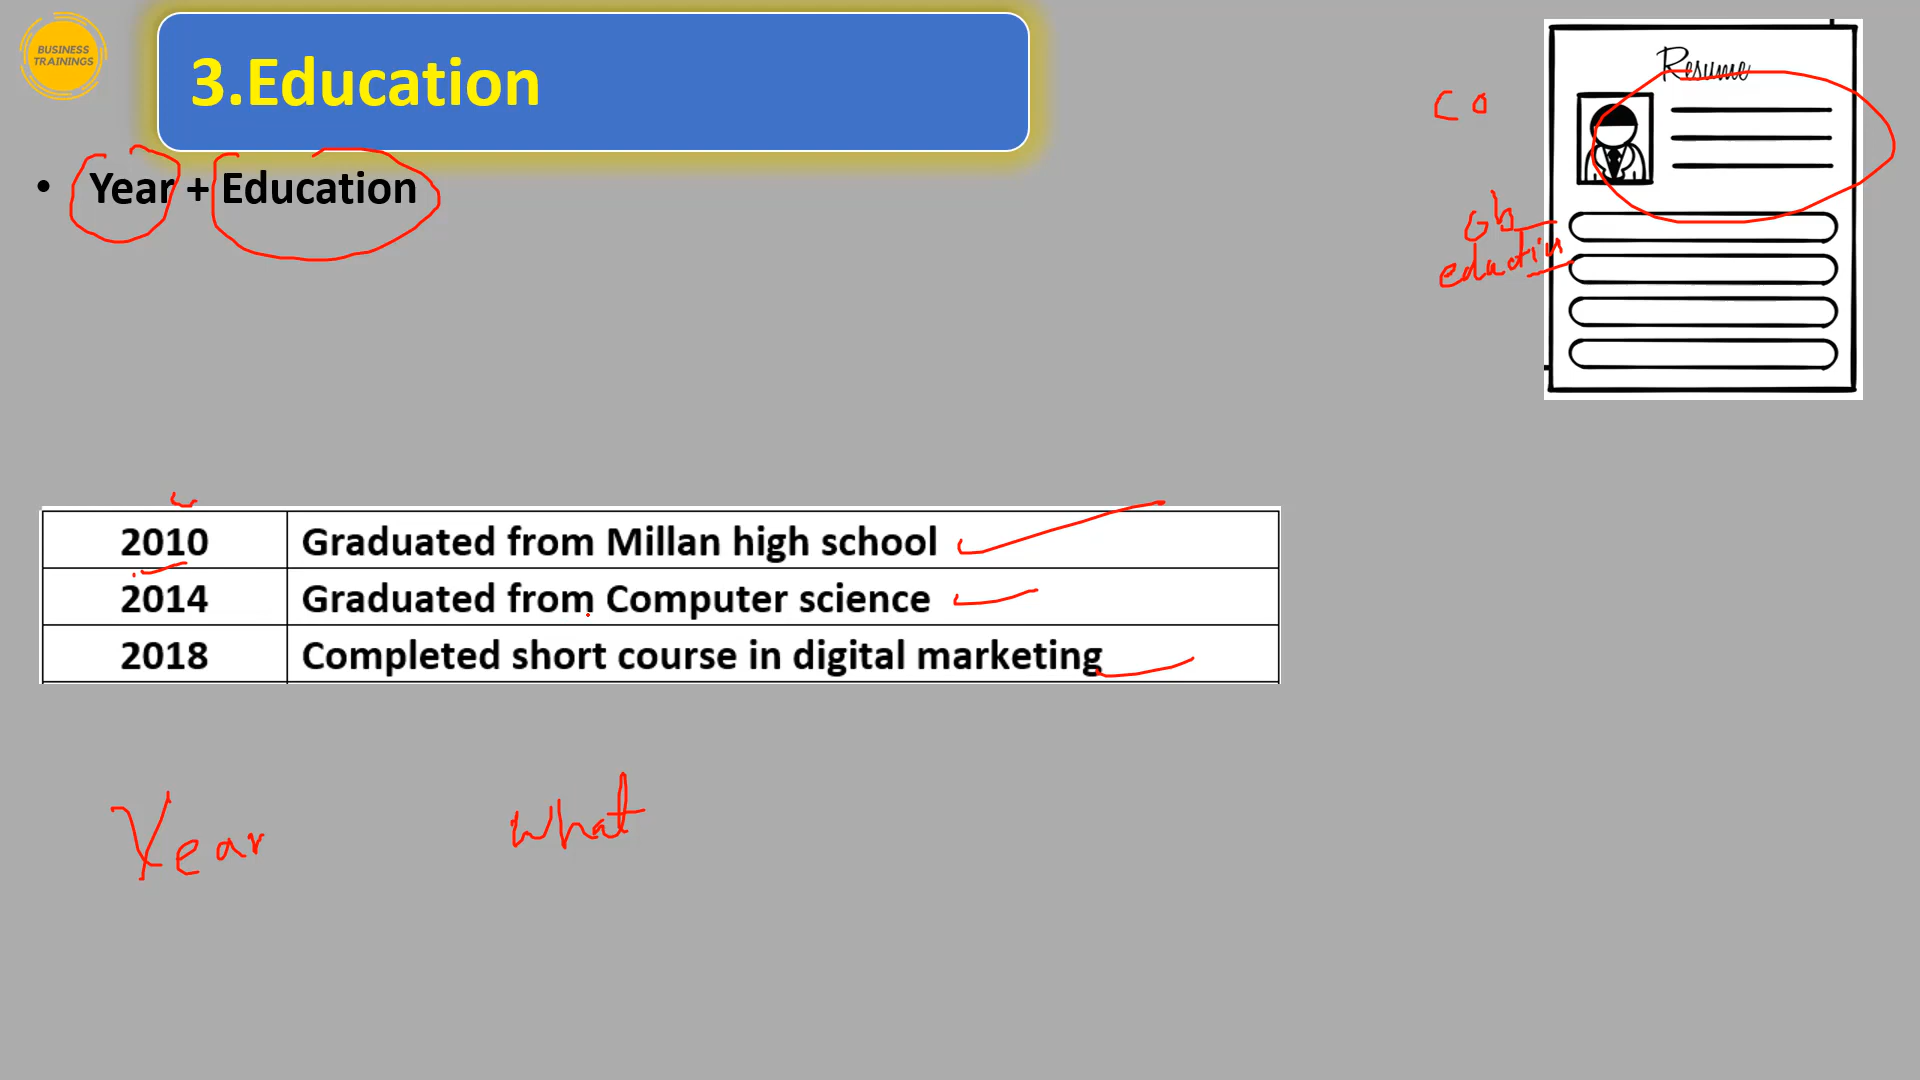 BUSINESS
TRAININGS
3.Education
• Year + Education
Resume
co
2010 Graduated from Millan high school
2014 Graduated from Computer science
2018 Completed short course in digital marketing
Year what